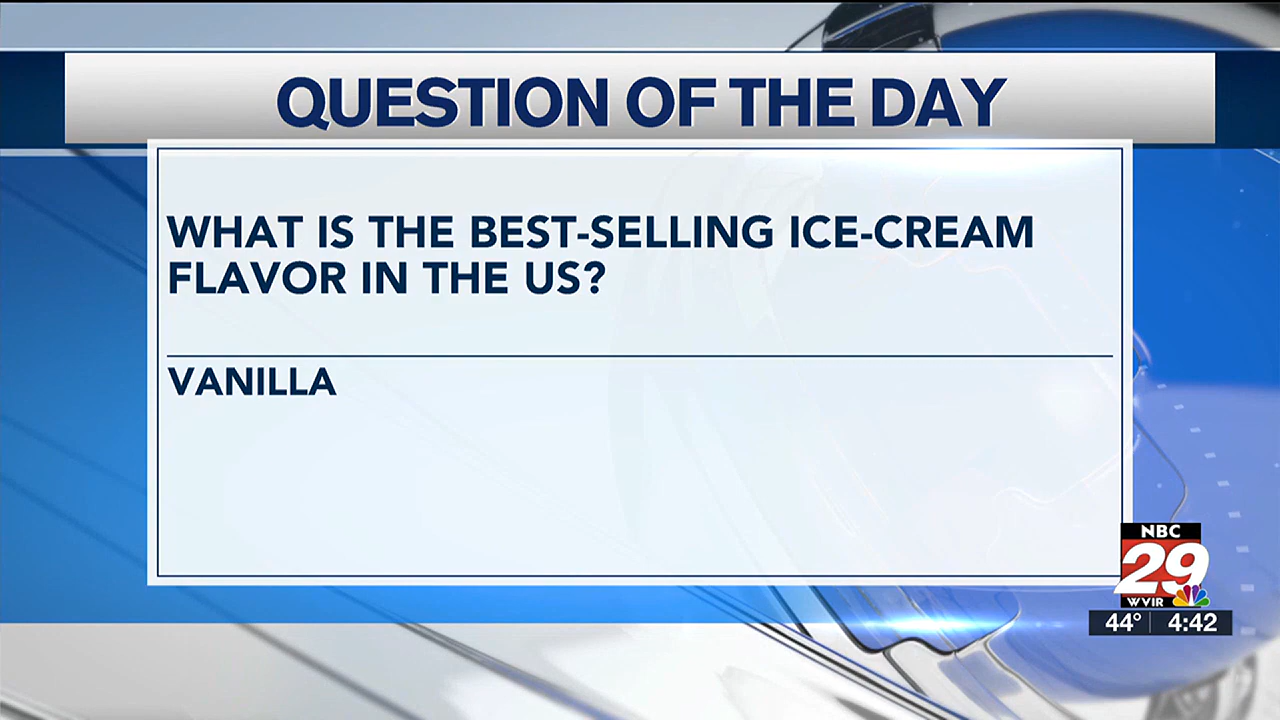 QUESTION OF THE DAY
WHAT IS THE BEST-SELLING ICE-CREAM
FLAVOR IN THE US?
VANILLA
NBC
29
WVIR
44° 4:42